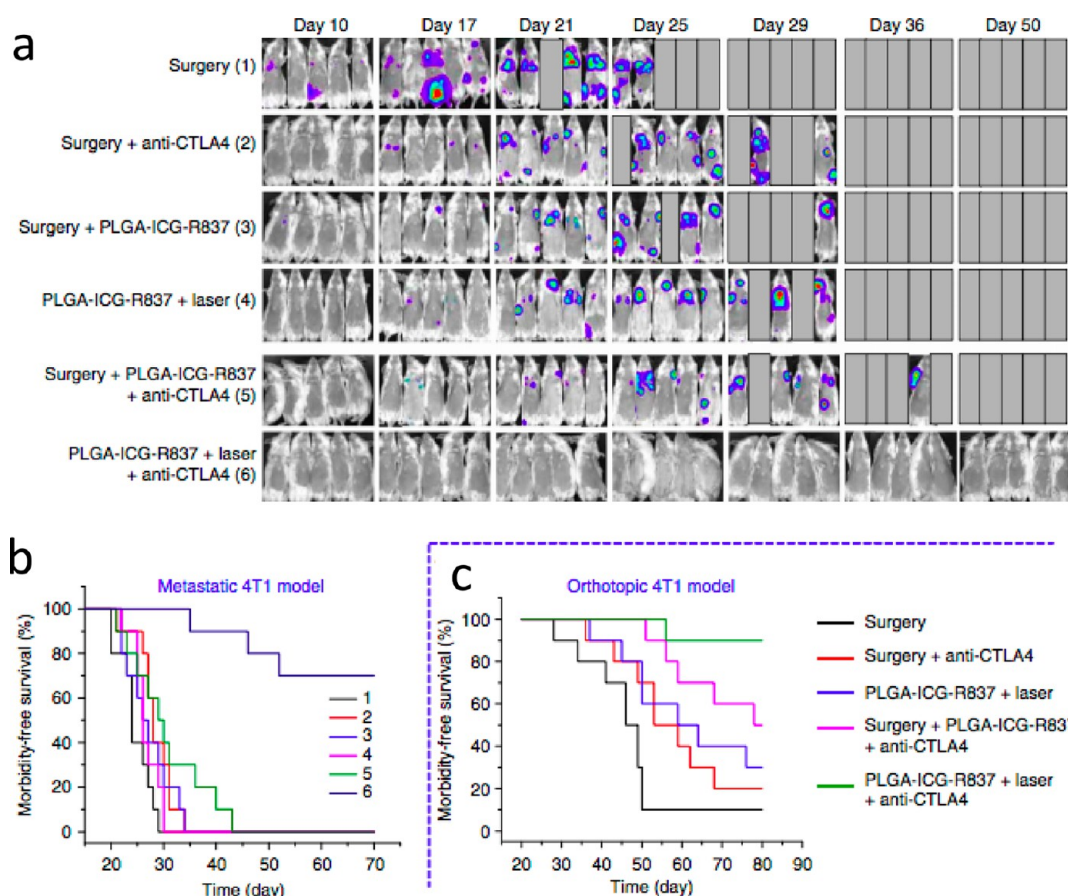 a
Day 10 Day 17 Day 21 Day 25 Day 29 Day 36 Day 50
Surgery (1)
Surgery + anti-CTLA4 (2)
Surgery + PLGA-ICG-R837 (3)
PLGA-ICG-R837 + laser (4)
Surgery + PLGA-ICG-R837
+ anti-CTLA4 (5)
PLGA-ICG-R837 + laser
+ anti-CTLA4 (6)
b
Metastatic 4T1 model
Morbidity-free survival (%)
100
80
60
40
20
0
1
2
3
4
5
6
20 30 40 50 60 70
Time (day)
c
Orthotopic 4T1 model
Morbidity-free survival (%)
100
80
60
40
20
0
20 30 40 50 60 70 80 90
Time (day)
Surgery
Surgery + anti-CTLA4
PLGA-ICG-R837 + laser
Surgery + PLGA-ICG-R83
+ anti-CTLA4
PLGA-ICG-R837 + laser
+ anti-CTLA4